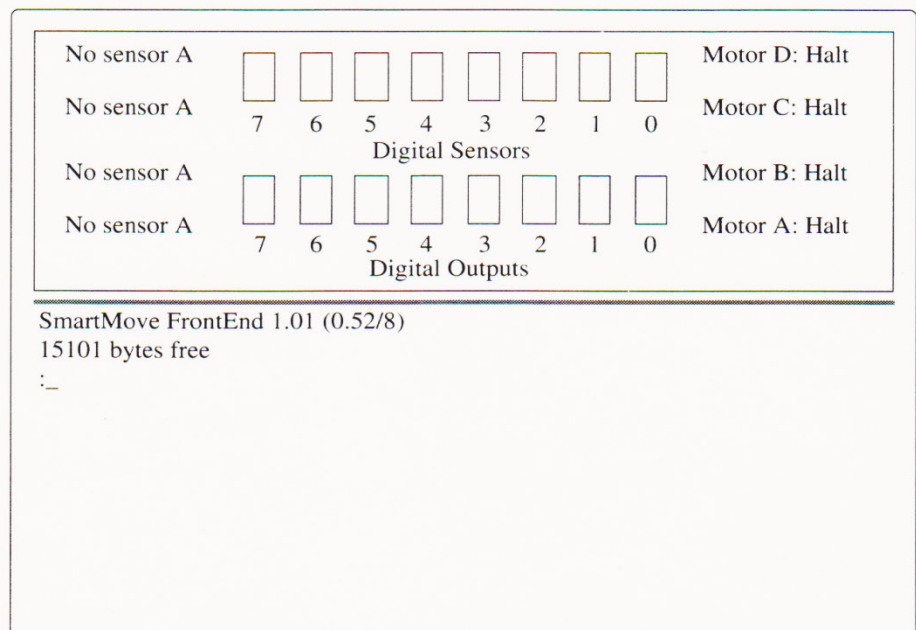 No sensor A Motor D: Halt
No sensor A Motor C: Halt
7 6 5 4 3 2 1 0
Digital Sensors
No sensor A Motor B: Halt
No sensor A Motor A: Halt
7 6 5 4 3 2 1 0
Digital Outputs
SmartMove FrontEnd 1.01 (0.52/8)
15101 bytes free
:_